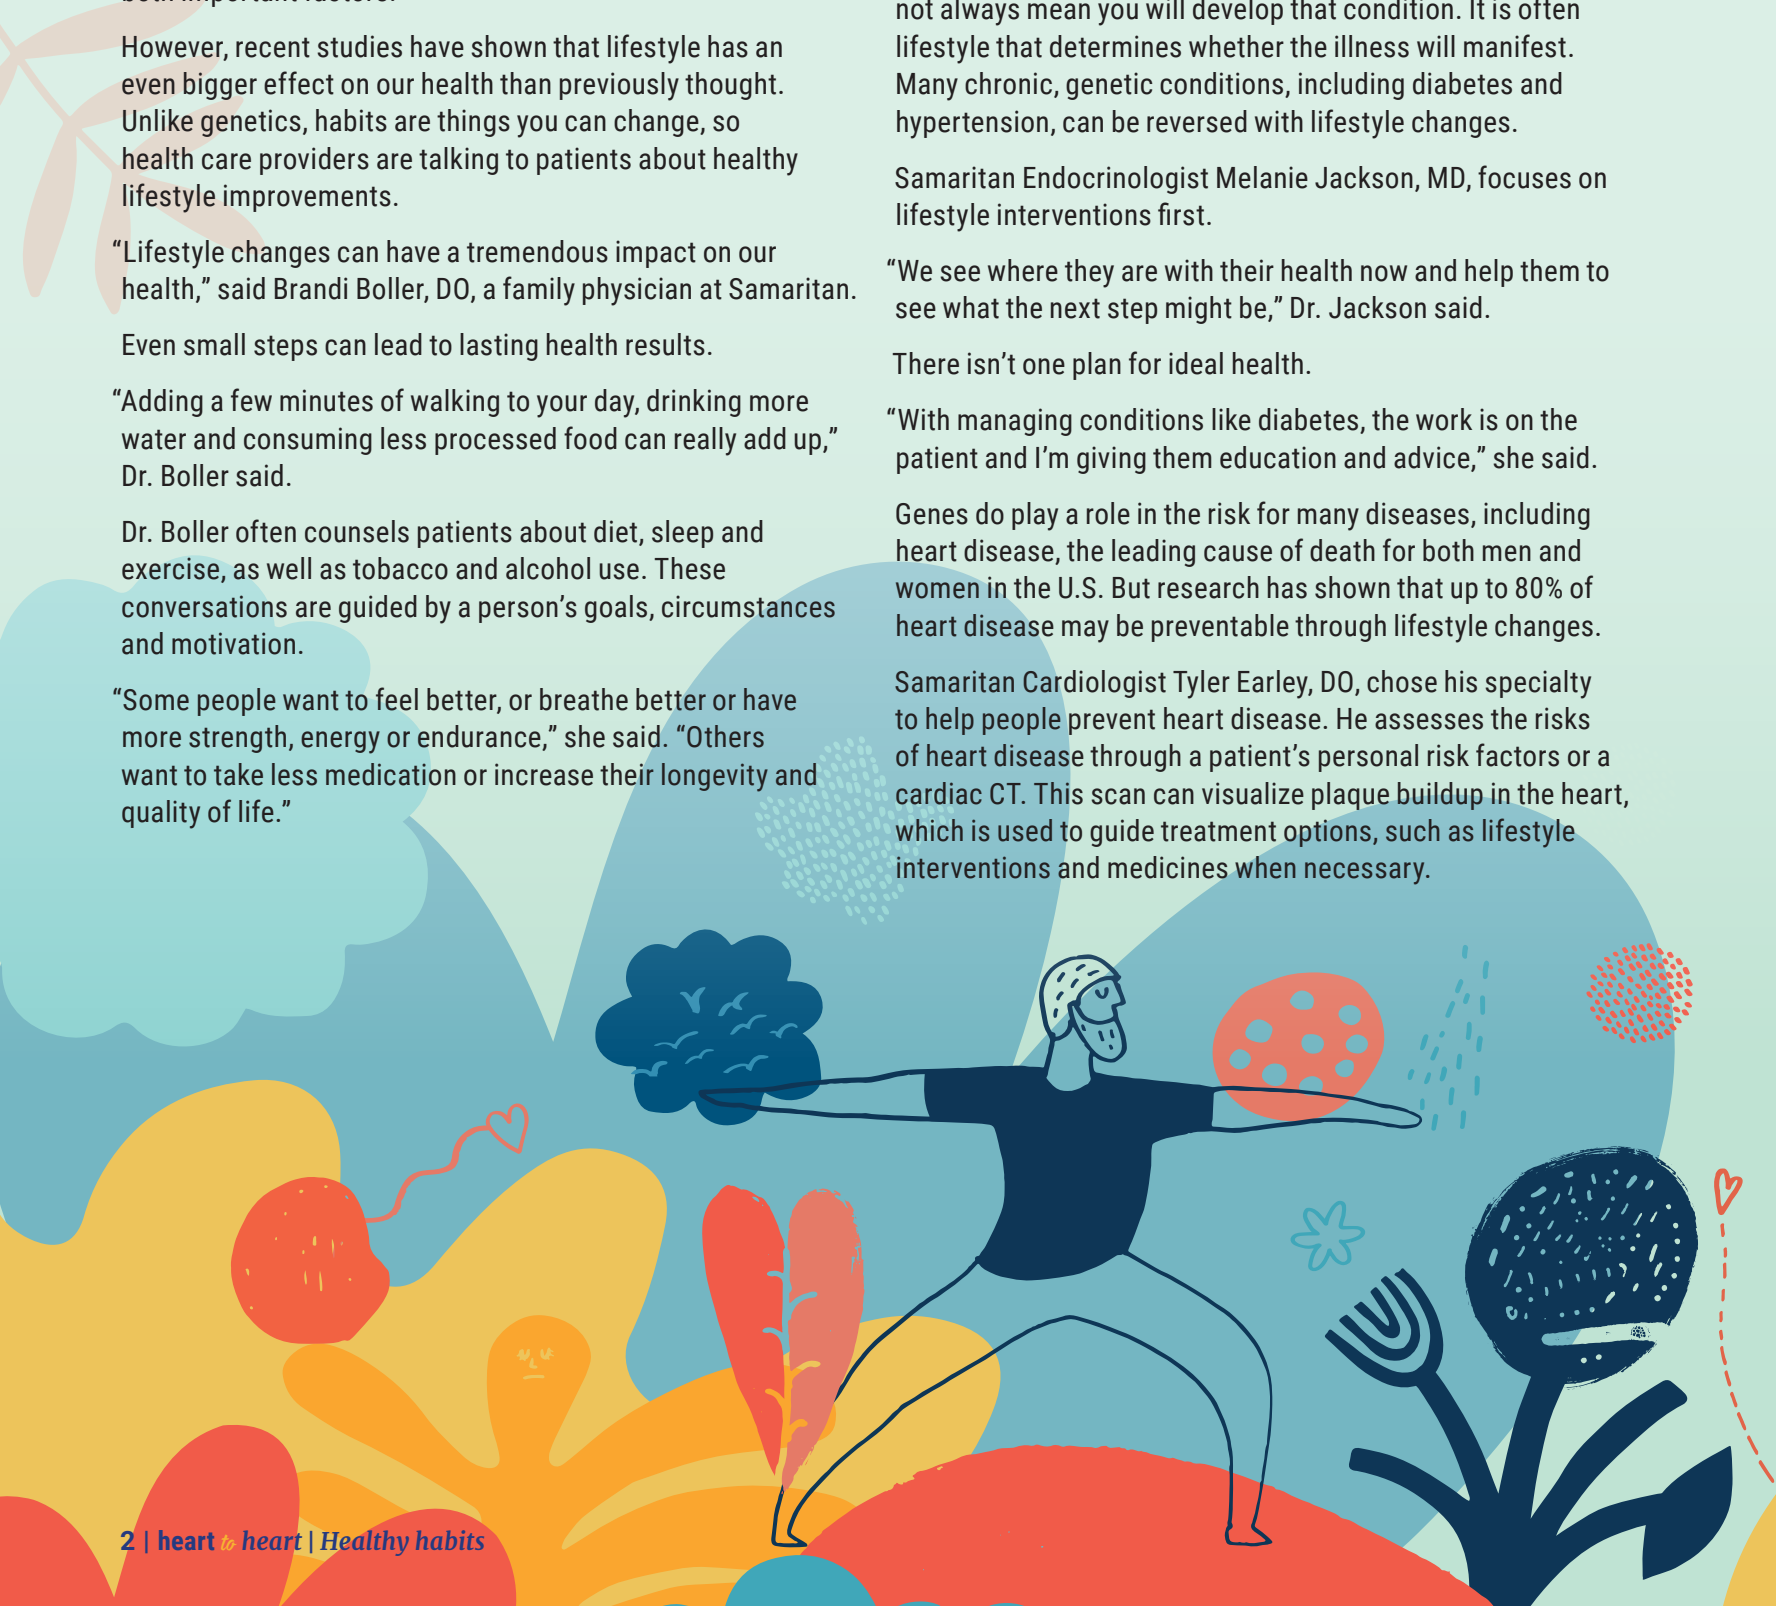 both important factors.
However, recent studies have shown that lifestyle has an
even bigger effect on our health than previously thought.
Unlike genetics, habits are things you can change, so
health care providers are talking to patients about healthy
lifestyle improvements.
“Lifestyle changes can have a tremendous impact on our
health,” said Brandi Boller, DO, a family physician at Samaritan.
Even small steps can lead to lasting health results.
“Adding a few minutes of walking to your day, drinking more
water and consuming less processed food can really add up,”
Dr. Boller said.
Dr. Boller often counsels patients about diet, sleep and
exercise, as well as tobacco and alcohol use. These
conversations are guided by a person’s goals, circumstances
and motivation.
“Some people want to feel better, or breathe better or have
more strength, energy or endurance,” she said. “Others
want to take less medication or increase their longevity and
quality of life.”
not always mean you will develop that condition. It is often
lifestyle that determines whether the illness will manifest.
Many chronic, genetic conditions, including diabetes and
hypertension, can be reversed with lifestyle changes.
Samaritan Endocrinologist Melanie Jackson, MD, focuses on
lifestyle interventions first.
“We see where they are with their health now and help them to
see what the next step might be,” Dr. Jackson said.
There isn’t one plan for ideal health.
“With managing conditions like diabetes, the work is on the
patient and I’m giving them education and advice,” she said.
Genes do play a role in the risk for many diseases, including
heart disease, the leading cause of death for both men and
women in the U.S. But research has shown that up to 80% of
heart disease may be preventable through lifestyle changes.
Samaritan Cardiologist Tyler Earley, DO, chose his specialty
to help people prevent heart disease. He assesses the risks
of heart disease through a patient’s personal risk factors or a
cardiac CT. This scan can visualize plaque buildup in the heart,
which is used to guide treatment options, such as lifestyle
interventions and medicines when necessary.
2 | heart to heart | Healthy habits